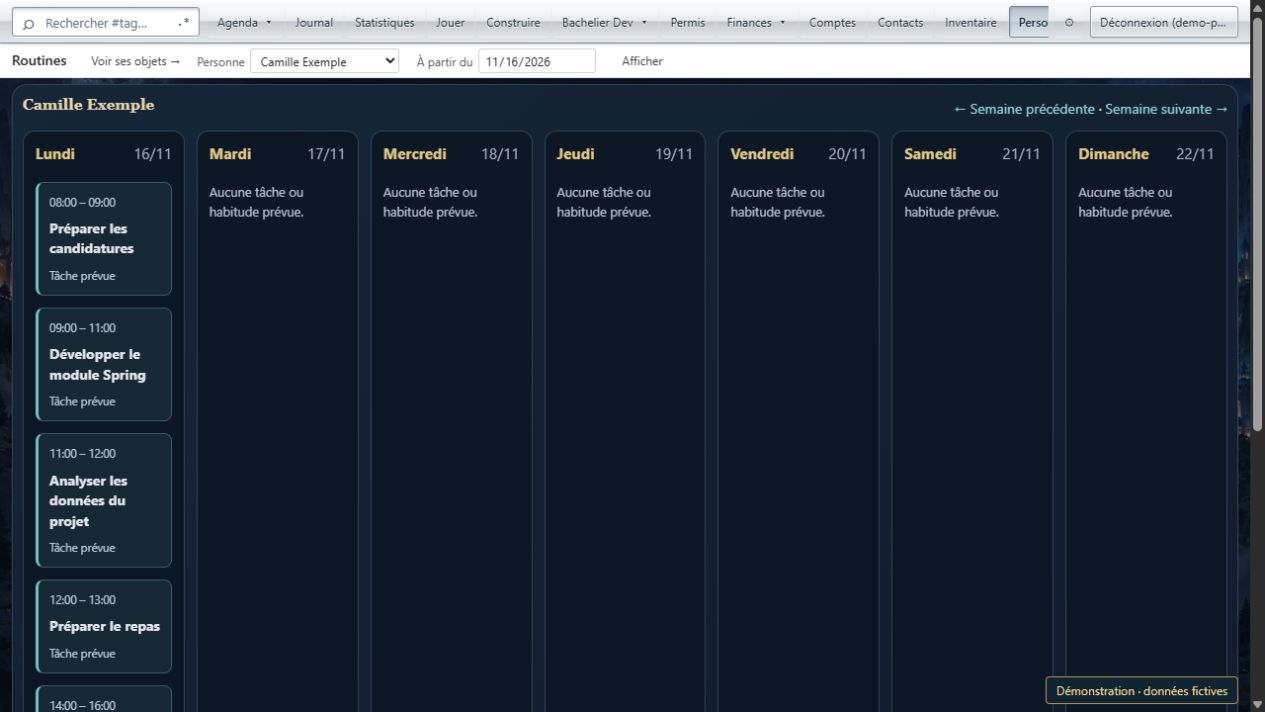 Rechercher #tag... .*
Agenda ▾ Journal Statistiques Jouer Construire Bachelier Dev ▾ Permis Finances ▾ Comptes Contacts Inventaire Perso
Déconnexion (demo-p...
Routines Voir ses objets → Personne Camille Exemple À partir du 11/16/2026 Afficher
Camille Exemple
← Semaine précédente · Semaine suivante →
Lundi 16/11
08:00 – 09:00
Préparer les
candidatures
Tâche prévue
09:00 – 11:00
Développer le
module Spring
Tâche prévue
11:00 – 12:00
Analyser les
données du
projet
Tâche prévue
12:00 – 13:00
Préparer le repas
Tâche prévue
14:00 – 16:00
Mardi 17/11
Aucune tâche ou
habitude prévue.
Mercredi 18/11
Aucune tâche ou
habitude prévue.
Jeudi 19/11
Aucune tâche ou
habitude prévue.
Vendredi 20/11
Aucune tâche ou
habitude prévue.
Samedi 21/11
Aucune tâche ou
habitude prévue.
Dimanche 22/11
Aucune tâche ou
habitude prévue.
Démonstration · données fictives